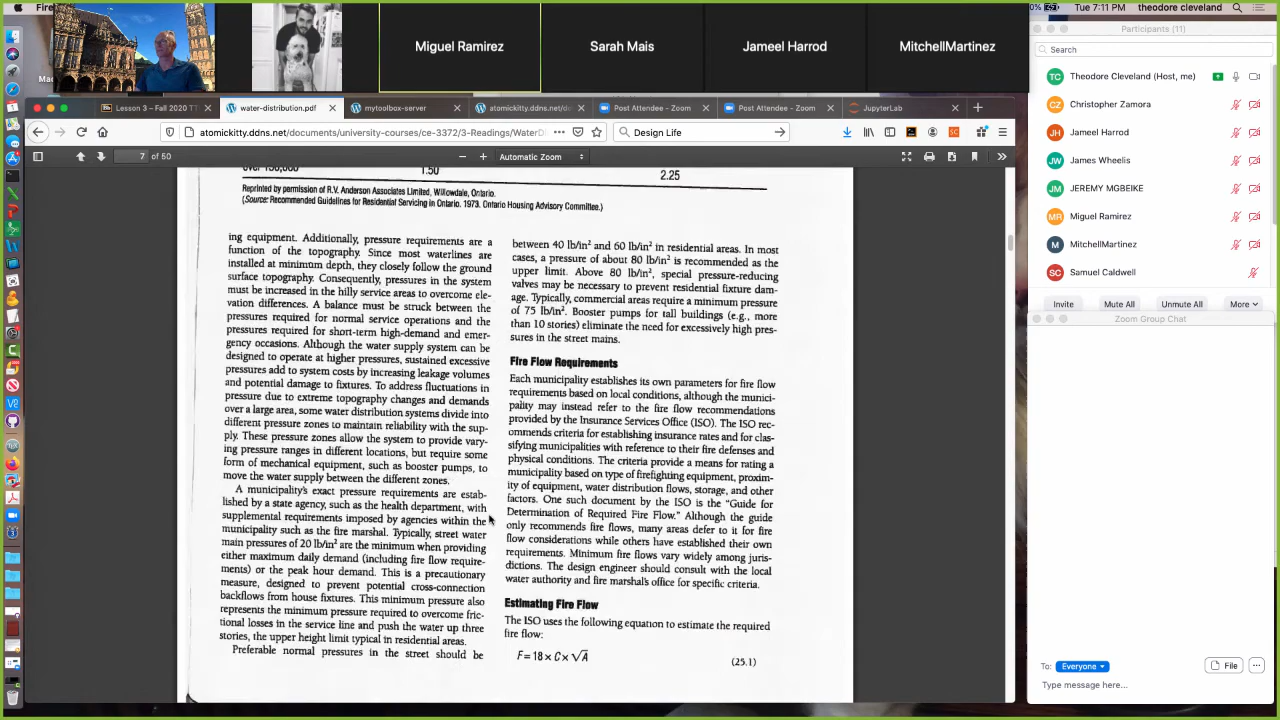 Fire
0%
Tue 7:11 PM
theodore cleveland
Miguel Ramirez
Sarah Mais
Jameel Harrod
MitchellMartinez
Participants (11)
Search
TC Theodore Cleveland (Host, me)
CZ Christopher Zamora
JH Jameel Harrod
JW James Wheelis
JM JEREMY MGBEIKE
MR Miguel Ramirez
M MitchellMartinez
SC Samuel Caldwell
Invite Mute All Unmute All More
Zoom Group Chat
To: Everyone
File
Type message here...
Lesson 3 – Fall 2020 TT
water-distribution.pdf
mytoolbox-server
atomickitty.ddns.net/da
Post Attendee - Zoom
Post Attendee - Zoom
JupyterLab
atomickitty.ddns.net/documents/university-courses/ce-3372/3-Readings/WaterDi
Design Life
7 of 50
Automatic Zoom
1.50 2.25
Reprinted by permission of R.V. Anderson Associates Limited, Willowdale, Ontario.
(Source: Recommended Guidelines for Residential Servicing in Ontario. 1973. Ontario Housing Advisory Committee.)
ing equipment. Additionally, pressure requirements are a
function of the topography. Since most waterlines are
installed at minimum depth, they closely follow the ground
surface topography. Consequently, pressures in the system
must be increased in the hilly service areas to overcome ele-
vation differences. A balance must be struck between the
pressures required for normal service operations and the
pressures required for short-term high-demand and emer-
gency occasions. Although the water supply system can be
designed to operate at higher pressures, sustained excessive
pressures add to system costs by increasing leakage volumes
and potential damage to fixtures. To address fluctuations in
pressure due to extreme topography changes and demands
over a large area, some water distribution systems divide into
different pressure zones to maintain reliability with the sup-
ply. These pressure zones allow the system to provide vary-
ing pressure ranges in different locations, but require some
form of mechanical equipment, such as booster pumps, to
move the water supply between the different zones.
A municipality's exact pressure requirements are estab-
lished by a state agency, such as the health department, with
supplemental requirements imposed by agencies within the
municipality such as the fire marshal. Typically, street water
main pressures of 20 lb/in² are the minimum when providing
either maximum daily demand (including fire flow require-
ments) or the peak hour demand. This is a precautionary
measure, designed to prevent potential cross-connection
backflows from house fixtures. This minimum pressure also
represents the minimum pressure required to overcome fric-
tional losses in the service line and push the water up three
stories, the upper height limit typical in residential areas.
Preferable normal pressures in the street should be
between 40 lb/in² and 60 lb/in² in residential areas. In most
cases, a pressure of about 80 lb/in² is recommended as the
upper limit. Above 80 lb/in², special pressure-reducing
valves may be necessary to prevent residential fixture dam-
age. Typically, commercial areas require a minimum pressure
of 75 lb/in². Booster pumps for tall buildings (e.g., more
than 10 stories) eliminate the need for excessively high pres-
sures in the street mains.
Fire Flow Requirements
Each municipality establishes its own parameters for fire flow
requirements based on local conditions, although the munici-
pality may instead refer to the fire flow recommendations
provided by the Insurance Services Office (ISO). The ISO rec-
ommends criteria for establishing insurance rates and for clas-
sifying municipalities with reference to their fire defenses and
physical conditions. The criteria provide a means for rating a
municipality based on type of firefighting equipment, proxim-
ity of equipment, water distribution flows, storage, and other
factors. One such document by the ISO is the "Guide for
Determination of Required Fire Flow." Although the guide
only recommends fire flows, many areas defer to it for fire
flow considerations while others have established their own
requirements. Minimum fire flows vary widely among juris-
dictions. The design engineer should consult with the local
water authority and fire marshal's office for specific criteria.
Estimating Fire Flow
The ISO uses the following equation to estimate the required
fire flow:
F = 18 × C × √A (25.1)